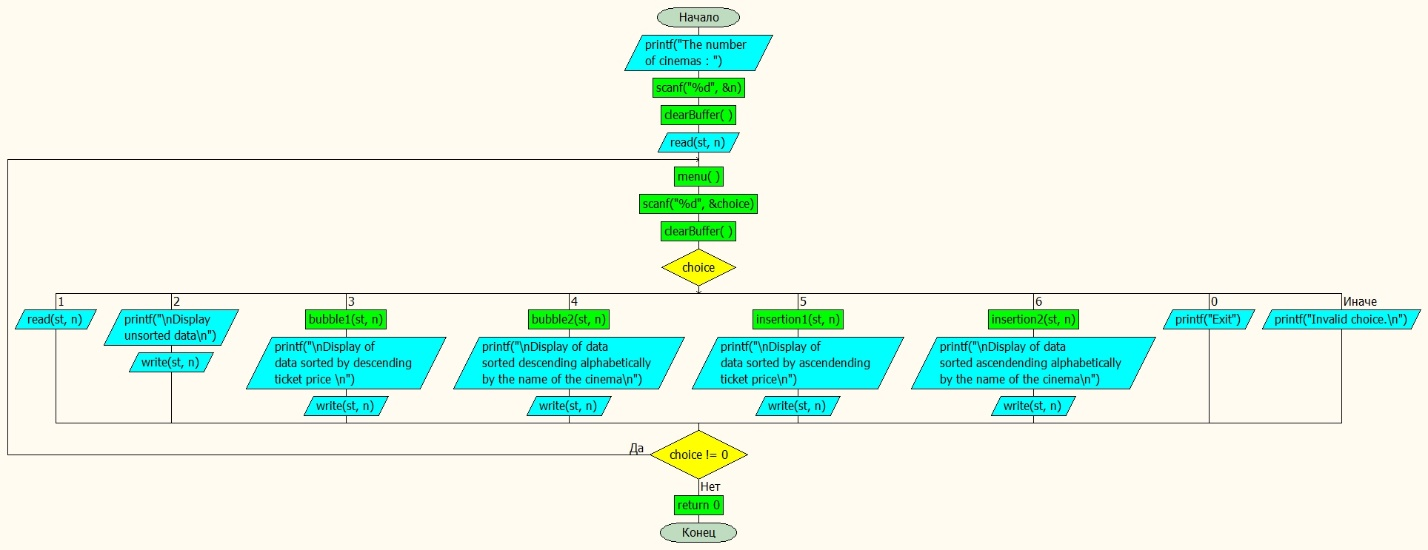 Начало
printf("The number
of cinemas : ")
scanf("%d", &n)
clearBuffer( )
read(st, n)
menu( )
scanf("%d", &choice)
clearBuffer( )
choice
1
read(st, n)
2
printf("\nDisplay
unsorted data\n")
write(st, n)
3
bubble1(st, n)
printf("\nDisplay of
data sorted by descending
ticket price \n")
write(st, n)
4
bubble2(st, n)
printf("\nDisplay of data
sorted descending alphabetically
by the name of the cinema\n")
write(st, n)
5
insertion1(st, n)
printf("\nDisplay of
data sorted by ascendending
ticket price\n")
write(st, n)
6
insertion2(st, n)
printf("\nDisplay of data
sorted ascendending alphabetically
by the name of the cinema\n")
write(st, n)
0
printf("Exit")
Иначе
printf("Invalid choice.\n")
Да
choice != 0
Нет
return 0
Конец